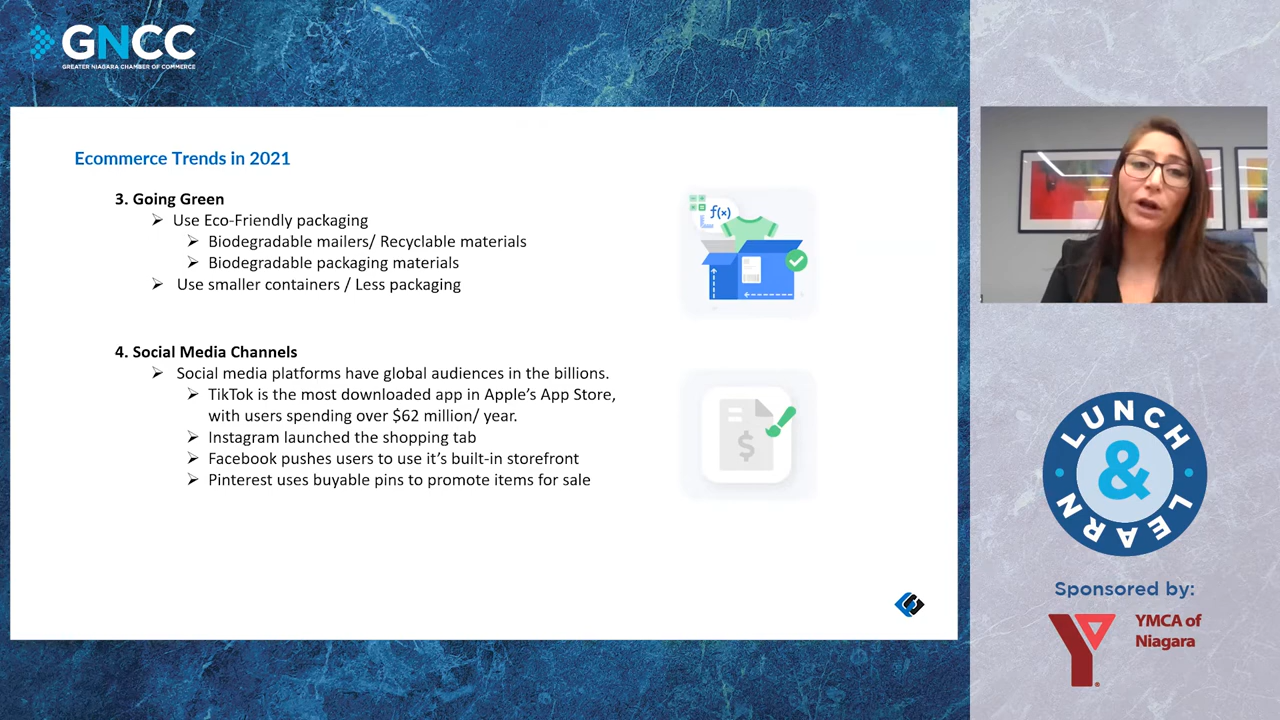 GNCC
GREATER NIAGARA CHAMBER OF COMMERCE
Ecommerce Trends in 2021
3. Going Green
➢ Use Eco-Friendly packaging
➢ Biodegradable mailers/ Recyclable materials
➢ Biodegradable packaging materials
➢ Use smaller containers / Less packaging
f(x)
4. Social Media Channels
➢ Social media platforms have global audiences in the billions.
➢ TikTok is the most downloaded app in Apple’s App Store,
with users spending over $62 million/ year.
➢ Instagram launched the shopping tab
➢ Facebook pushes users to use it’s built-in storefront
➢ Pinterest uses buyable pins to promote items for sale
$
LUNCH
&
LEARN
Sponsored by:
YMCA of
Niagara